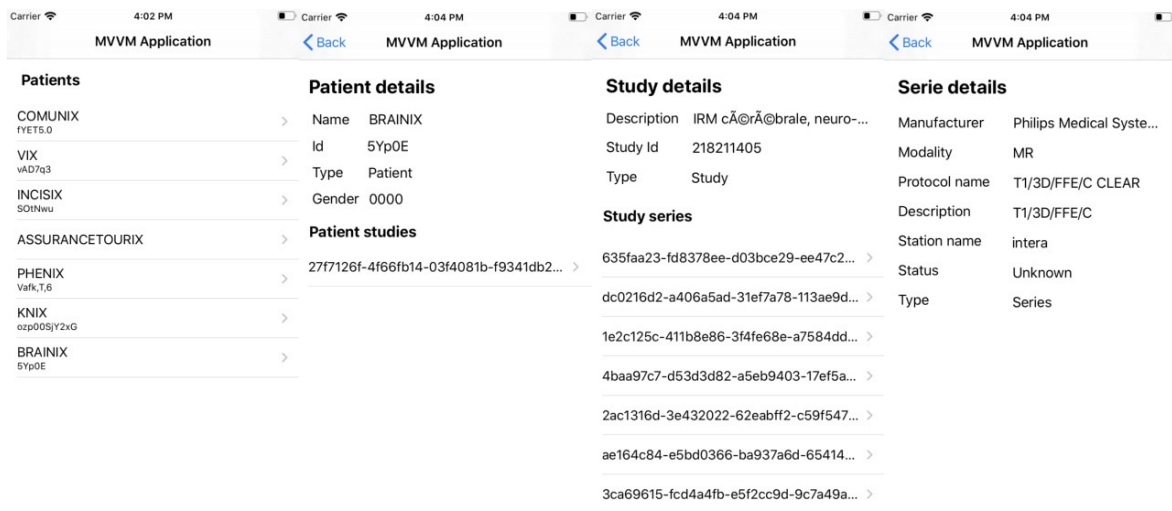 Carrier 4:02 PM
MVVM Application
Patients
COMUNIX
fYET5.0
VIX
vAD7q3
INCISIX
SOtNwu
ASSURANCETOURIX
PHENIX
Vafk,T,6
KNIX
ozp00SjY2xG
BRAINIX
5Yp0E
Carrier 4:04 PM
Back MVVM Application
Patient details
Name BRAINIX
Id 5Yp0E
Type Patient
Gender 0000
Patient studies
27f7126f-4f66fb14-03f4081b-f9341db2...
Carrier 4:04 PM
Back MVVM Application
Study details
Description IRM cÃ©rÃ©brale, neuro-...
Study Id 218211405
Type Study
Study series
635faa23-fd8378ee-d03bce29-ee47c2...
dc0216d2-a406a5ad-31ef7a78-113ae9d...
1e2c125c-411b8e86-3f4fe68e-a7584dd...
4baa97c7-d53d3d82-a5eb9403-17ef5a...
2ac1316d-3e432022-62eabff2-c59f547...
ae164c84-e5bd0366-ba937a6d-65414...
3ca69615-fcd4a4fb-e5f2cc9d-9c7a49a...
Carrier 4:04 PM
Back MVVM Application
Serie details
Manufacturer Philips Medical Syste...
Modality MR
Protocol name T1/3D/FFE/C CLEAR
Description T1/3D/FFE/C
Station name intera
Status Unknown
Type Series